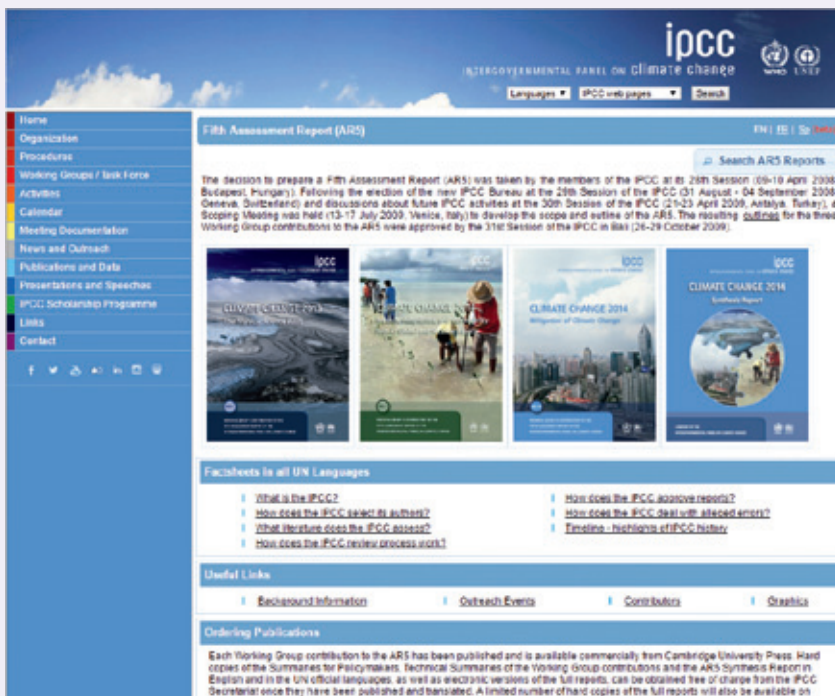 ipcc
INTERGOVERNMENTAL PANEL ON climate change
WMO UNEP
Languages IPCC web pages Search
Home
Organization
Procedures
Working Groups / Task Force
Activities
Calendar
Meeting Documentation
News and Outreach
Publications and Data
Presentations and Speeches
IPCC Scholarship Programme
Links
Contact
Fifth Assessment Report (AR5)
EN | FR | Sp
Search AR5 Reports
The decision to prepare a Fifth Assessment Report (AR5) was taken by the members of the IPCC at its 28th Session (09-10 April 2008,
Budapest, Hungary). Following the election of the new IPCC Bureau at the 29th Session of the IPCC (31 August - 04 September 2008
Geneva, Switzerland) and discussions about future IPCC activities at the 30th Session of the IPCC (21-23 April 2009, Antalya, Turkey), a
Scoping Meeting was held (13-17 July 2009, Venice, Italy) to develop the scope and outline of the AR5. The resulting outlines for the three
Working Group contributions to the AR5 were approved by the 31st Session of the IPCC in Bali (26-29 October 2009).
ipcc
CLIMATE CHANGE 2013
ipcc
CLIMATE CHANGE 2014
ipcc
CLIMATE CHANGE 2014
Mitigation of Climate Change
ipcc
CLIMATE CHANGE 2014
Synthesis Report
Factsheets in all UN Languages
What is the IPCC?
How does the IPCC select its authors?
What literature does the IPCC assess?
How does the IPCC review process work?
How does the IPCC approve reports?
How does the IPCC deal with alleged errors?
Timeline - highlights of IPCC history
Useful Links
Background Information Outreach Events Contributors Graphics
Ordering Publications
Each Working Group contribution to the AR5 has been published and is available commercially from Cambridge University Press. Hard
copies of the Summaries for Policymakers, Technical Summaries of the Working Group contributions and the AR5 Synthesis Report in
English and in the UN official languages, as well as electronic versions of the full reports, can be obtained free of charge from the IPCC
Secretariat once they have been published and translated. A limited number of hard copies of the full reports will also be available on